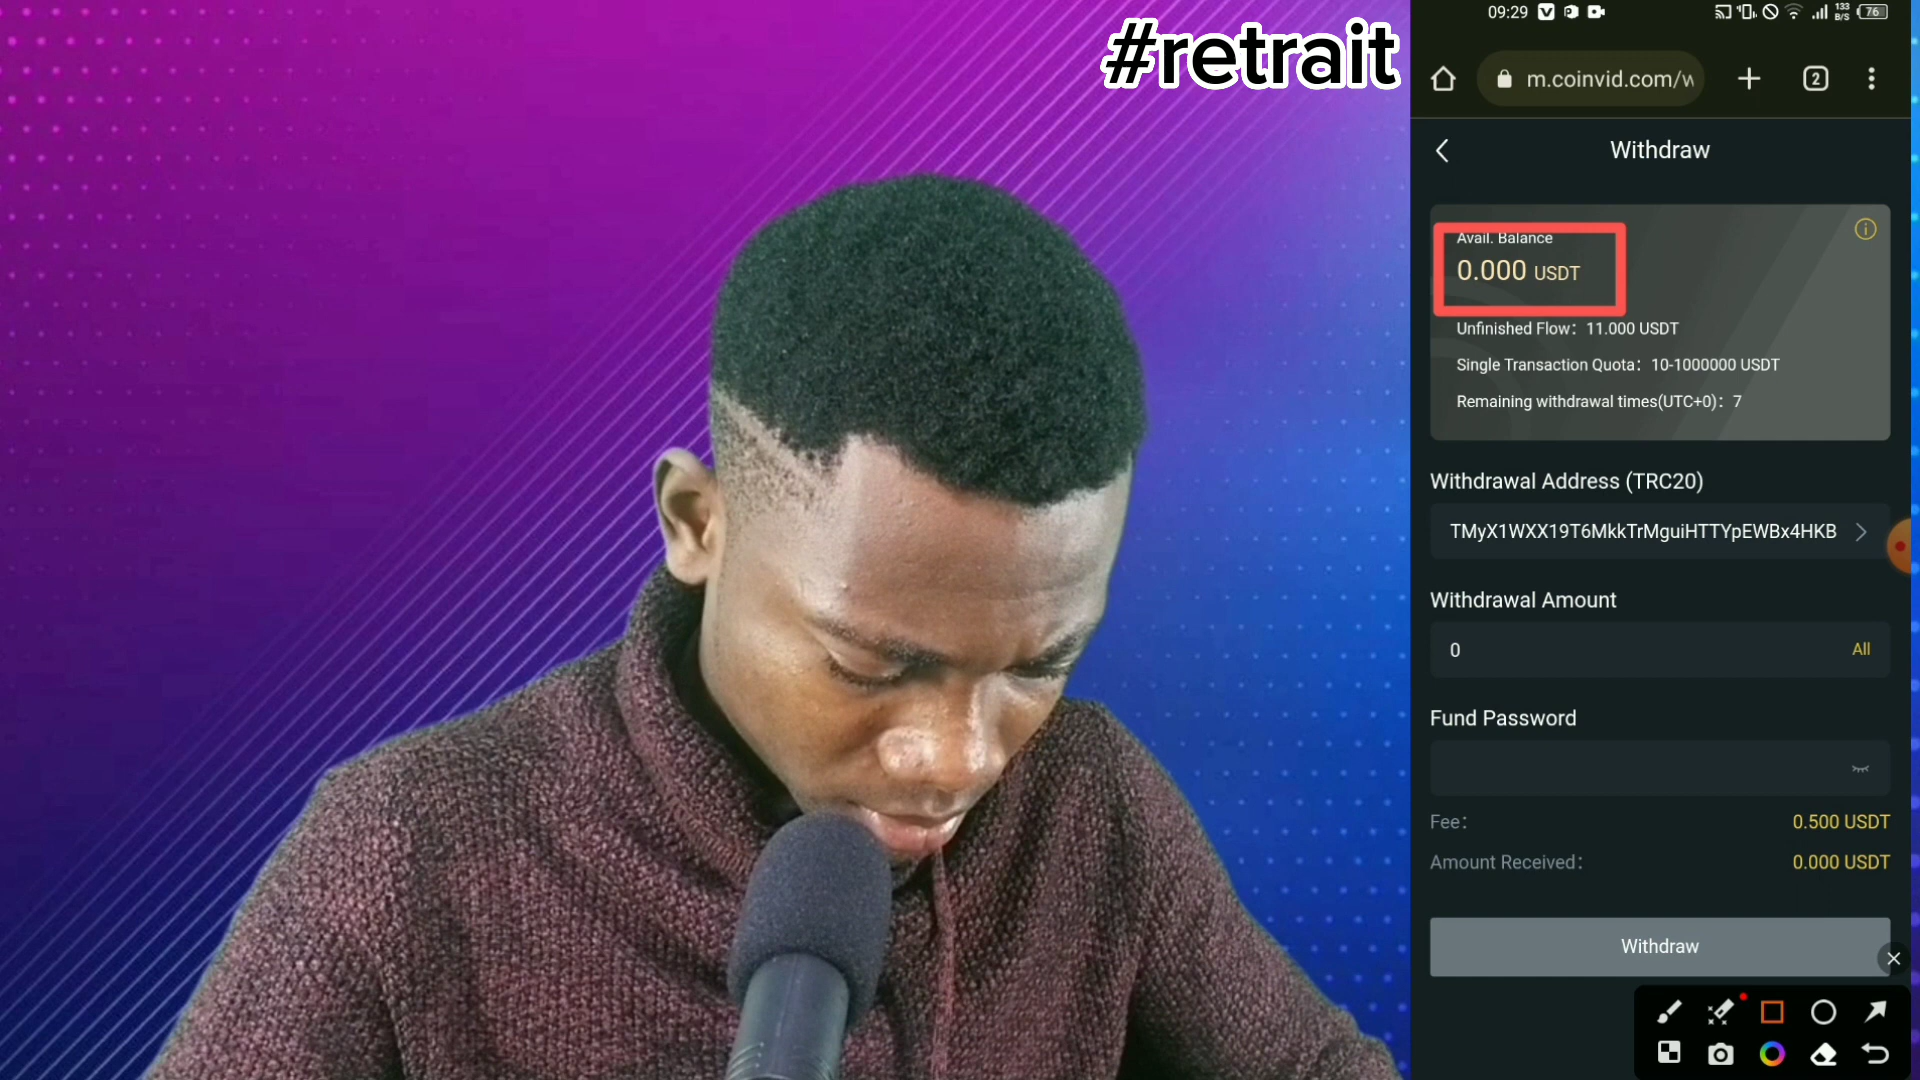 #retrait
09:29
133
B/S
76
m.coinvid.com/w
2
Withdraw
Avail. Balance
0.000 USDT
Unfinished Flow: 11.000 USDT
Single Transaction Quota: 10-1000000 USDT
Remaining withdrawal times(UTC+0): 7
Withdrawal Address (TRC20)
TMyX1WXX19T6MkkTrMguiHTTYpEWBx4HKB
Withdrawal Amount
0
All
Fund Password
Fee:
0.500 USDT
Amount Received:
0.000 USDT
Withdraw